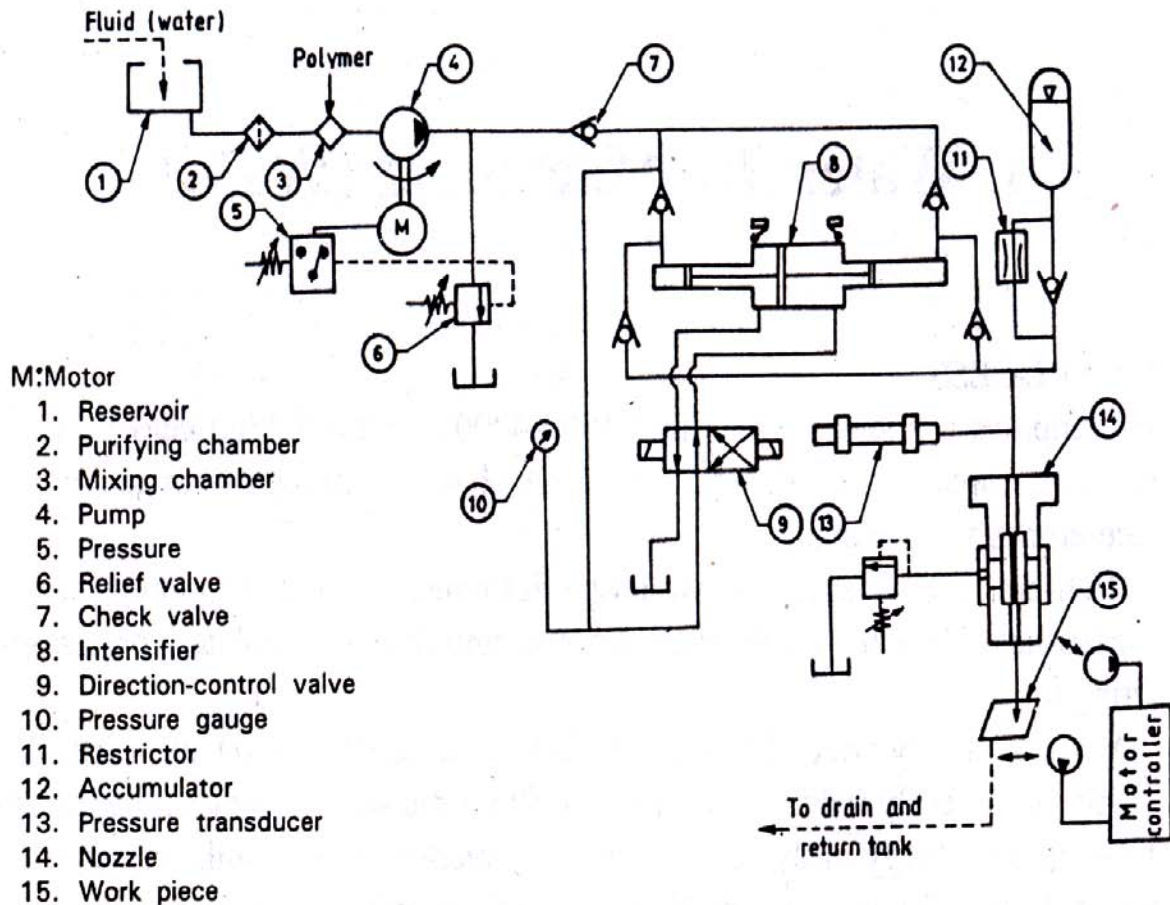 Fluid (water)
Polymer
4
7
12
1
2
3
8
11
5
M
6
M:Motor
1. Reservoir
2. Purifying chamber
3. Mixing chamber
4. Pump
5. Pressure
6. Relief valve
7. Check valve
8. Intensifier
9. Direction-control valve
10. Pressure gauge
11. Restrictor
12. Accumulator
13. Pressure transducer
14. Nozzle
15. Work piece
10
9
13
14
15
Motor
controller
To drain and
return tank